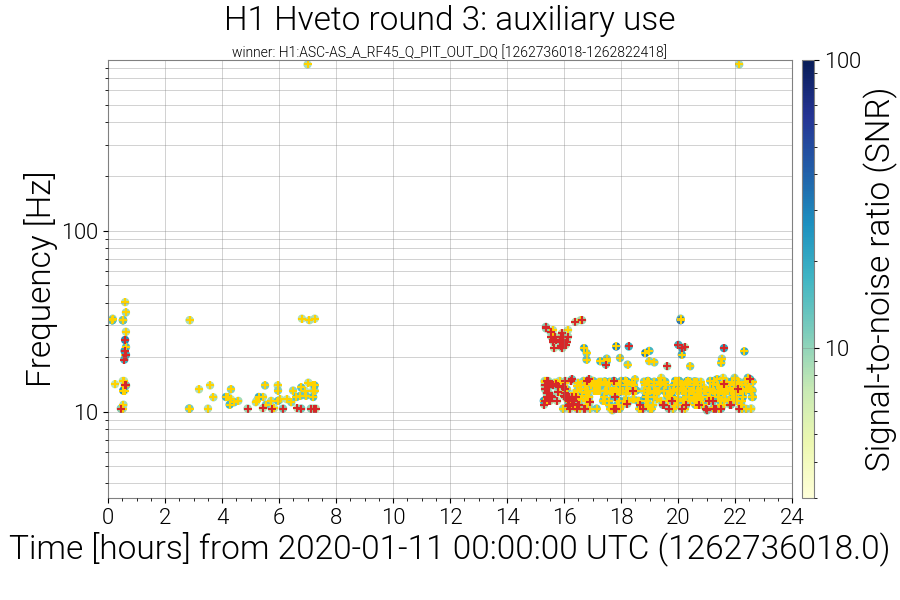 H1 Hveto round 3: auxiliary use
winner: H1:ASC-AS_A_RF45_Q_PIT_OUT_DQ [1262736018-1262822418]
Frequency [Hz]
100
10
0 2 4 6 8 10 12 14 16 18 20 22 24
Time [hours] from 2020-01-11 00:00:00 UTC (1262736018.0)
100
10
Signal-to-noise ratio (SNR)